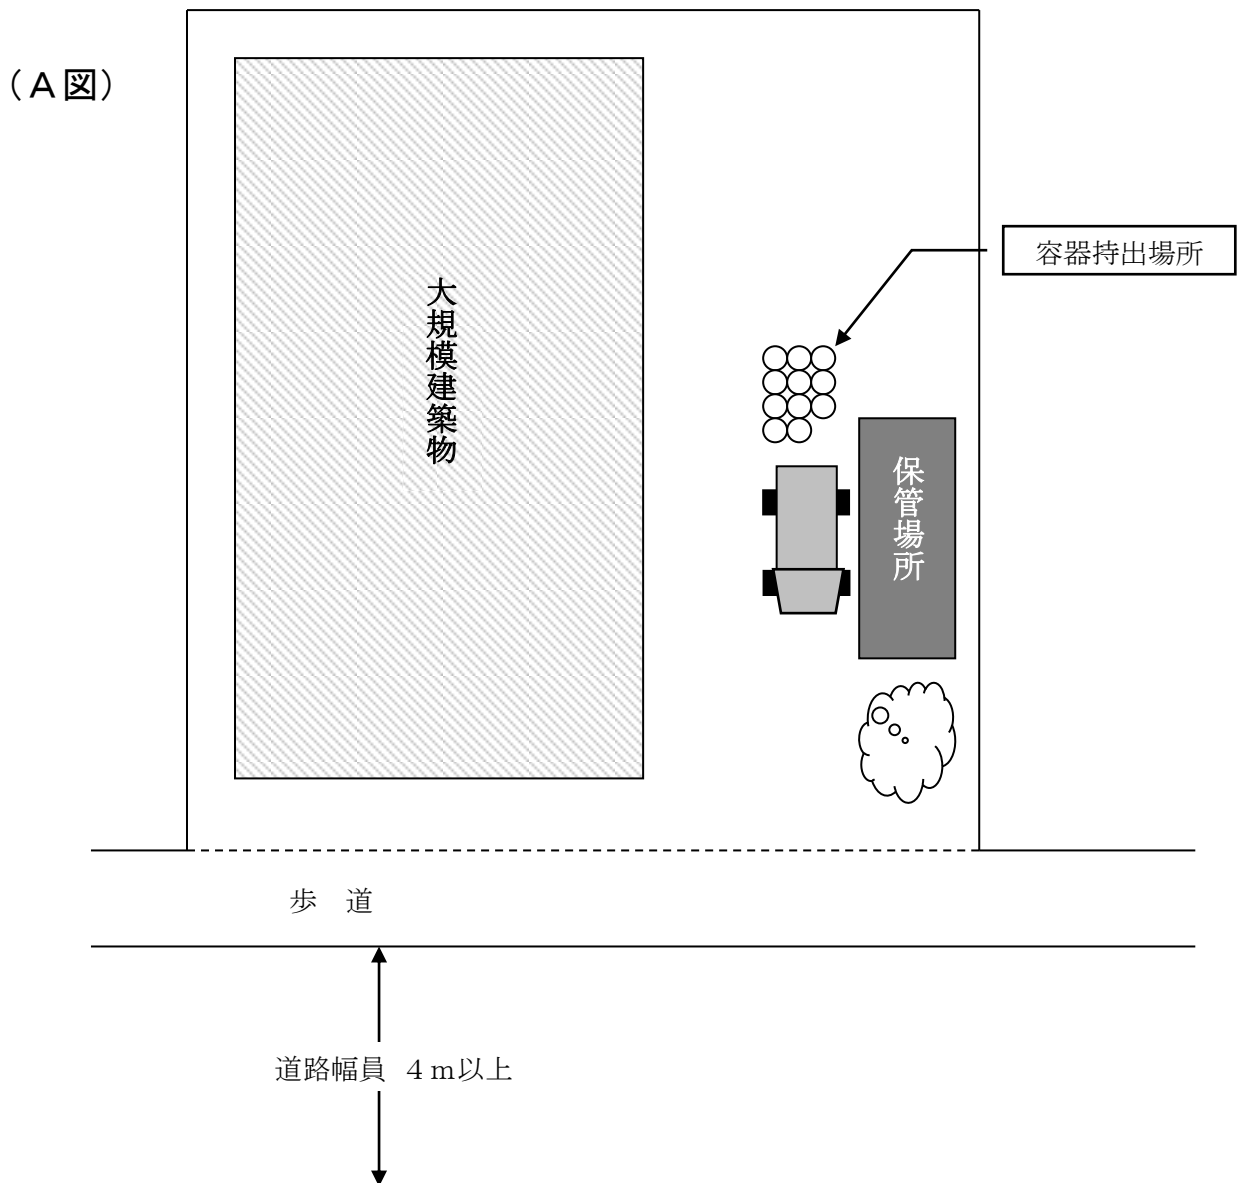 （Ａ図）
容器持出場所
大規模建築物
保管場所
歩　道
道路幅員　４ｍ以上